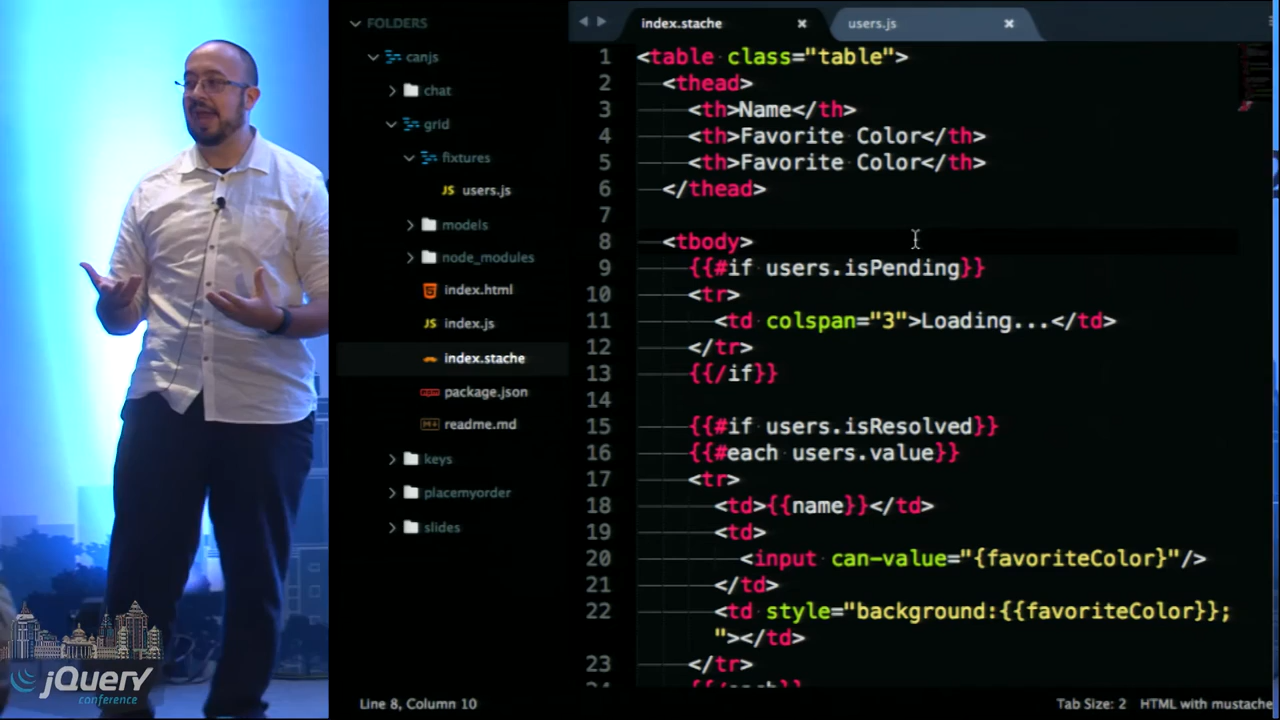 FOLDERS
canjs
chat
grid
fixtures
JS users.js
models
node_modules
index.html
JS index.js
index.stache
package.json
readme.md
keys
placemyorder
slides
index.stache
users.js
1 <table class="table">
2 <thead>
3 <th>Name</th>
4 <th>Favorite Color</th>
5 <th>Favorite Color</th>
6 </thead>
7
8 <tbody>
9 {{#if users.isPending}}
10 <tr>
11 <td colspan="3">Loading...</td>
12 </tr>
13 {{/if}}
14
15 {{#if users.isResolved}}
16 {{#each users.value}}
17 <tr>
18 <td>{{name}}</td>
19 <td>
20 <input can-value="{favoriteColor}"/>
21 </td>
22 <td style="background:{{favoriteColor}};
"></td>
23 </tr>
24 {{/each}}
Line 8, Column 10
Tab Size: 2
HTML with mustache
jQuery
conference